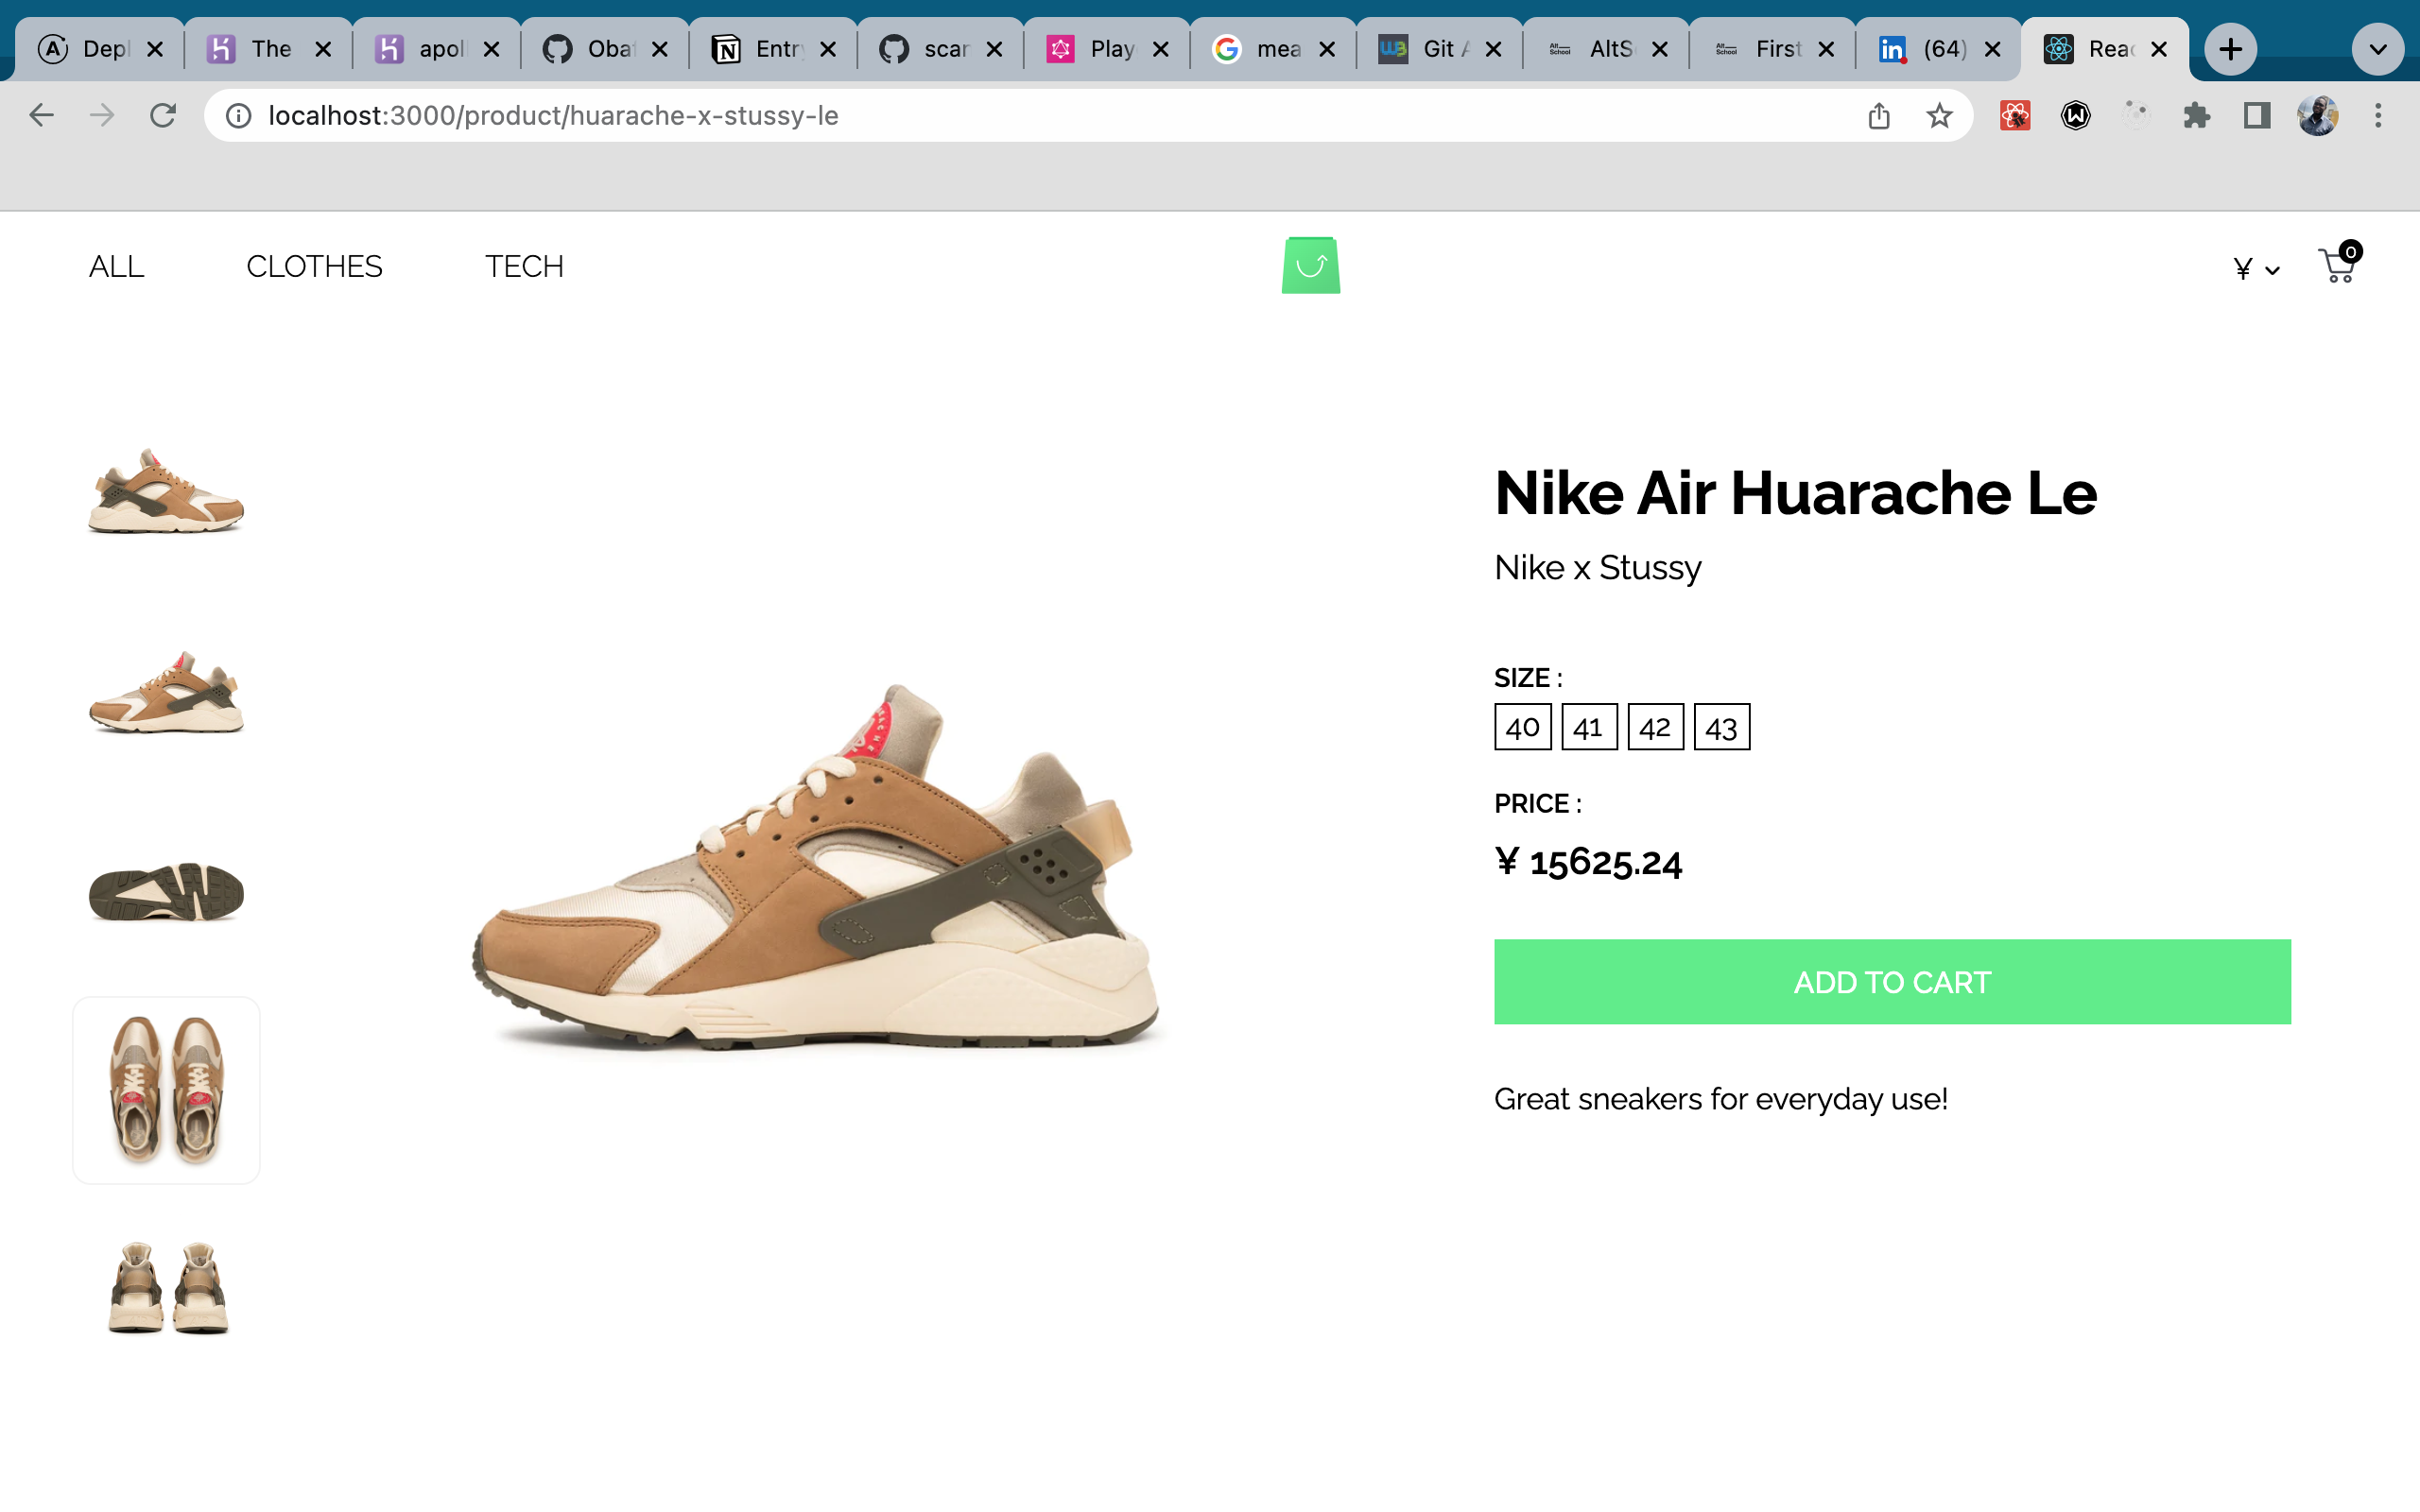 Depl The apol Oba Entr scar Play mea Git AltS First (64) Reac
localhost:3000/product/huarache-x-stussy-le
ALL CLOTHES TECH ¥ 0
Nike Air Huarache Le
Nike x Stussy
SIZE :
40 41 42 43
PRICE :
¥ 15625.24
ADD TO CART
Great sneakers for everyday use!